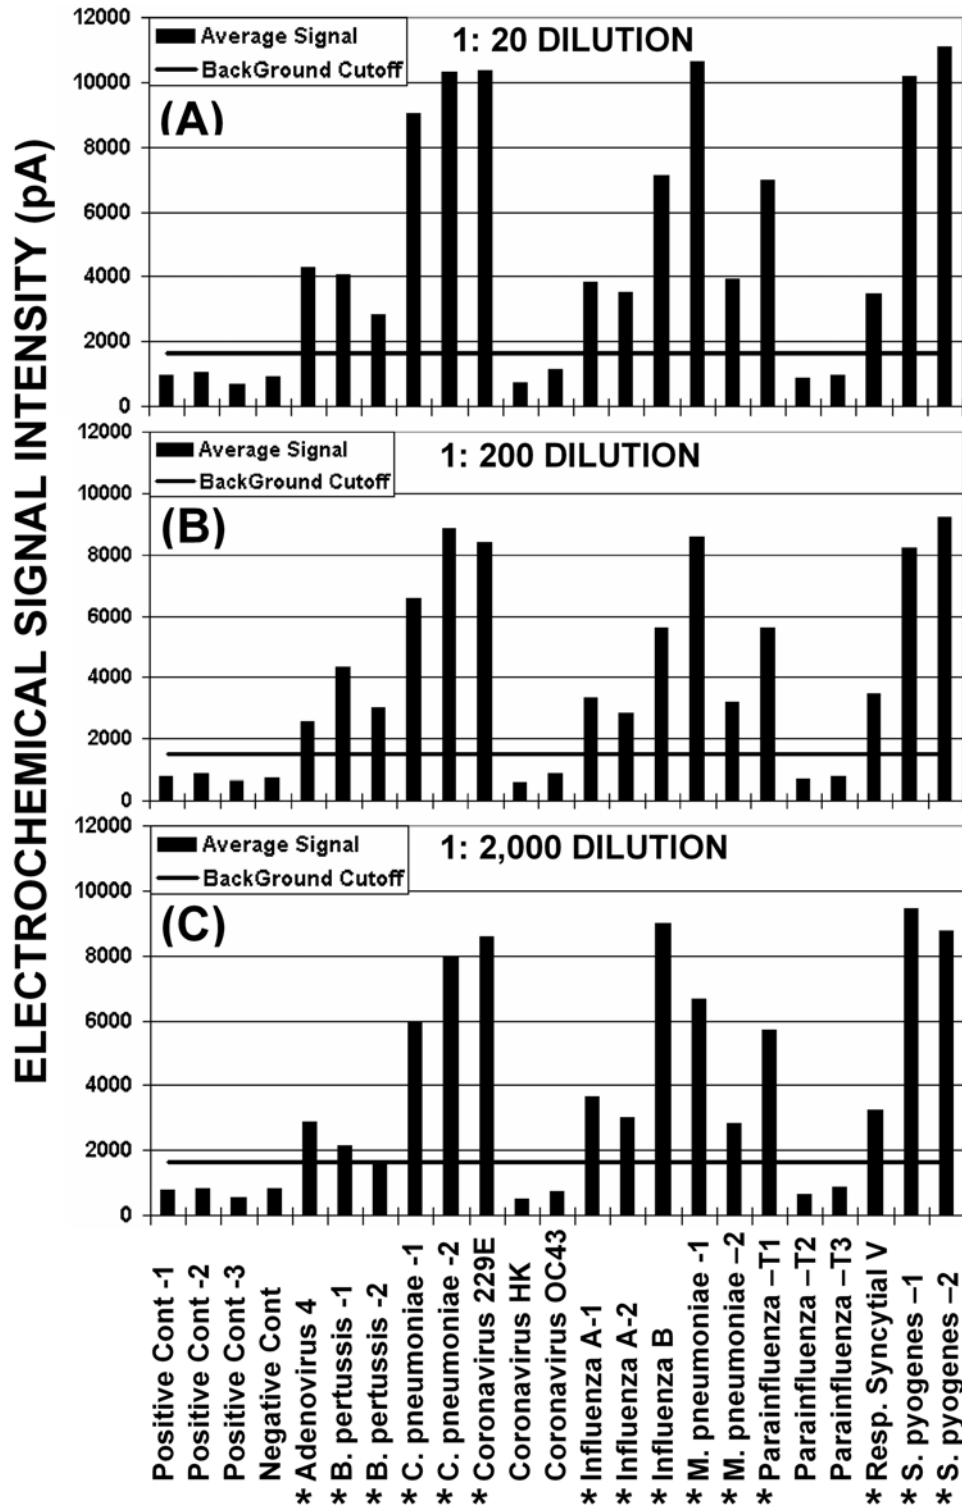 ELECTROCHEMICAL SIGNAL INTENSITY (pA)
Average Signal
BackGround Cutoff
1: 20 DILUTION
(A)
12000
10000
8000
6000
4000
2000
0
Average Signal
BackGround Cutoff
1: 200 DILUTION
(B)
12000
10000
8000
6000
4000
2000
0
Average Signal
BackGround Cutoff
1: 2,000 DILUTION
(C)
12000
10000
8000
6000
4000
2000
0
Positive Cont -1
Positive Cont -2
Positive Cont -3
Negative Cont
* Adenovirus 4
* B. pertussis -1
* B. pertussis -2
* C. pneumoniae -1
* C. pneumoniae -2
* Coronavirus 229E
Coronavirus HK
Coronavirus OC43
* Influenza A-1
* Influenza A-2
* Influenza B
* M. pneumoniae -1
* M. pneumoniae –2
* Parainfluenza –T1
Parainfluenza –T2
Parainfluenza –T3
* Resp. Syncytial V
* S. pyogenes –1
* S. pyogenes –2